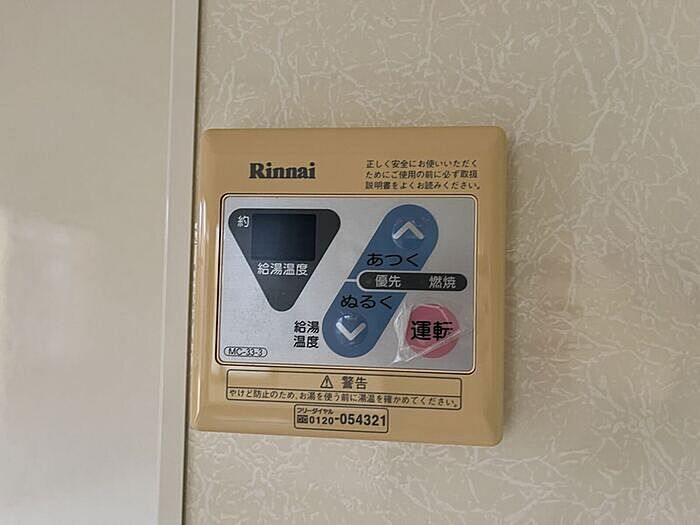 Rinnai
正しく安全にお使いいただく
ためにご使用の前に必ず取扱
説明書をよくお読みください。
約
給湯温度
あつく
優先 燃焼
ぬるく
給湯
温度
運転
MC-33-3
⚠ 警告
やけど防止のため、お湯を使う前に湯温を確かめてください。
フリーダイヤル
0120-054321